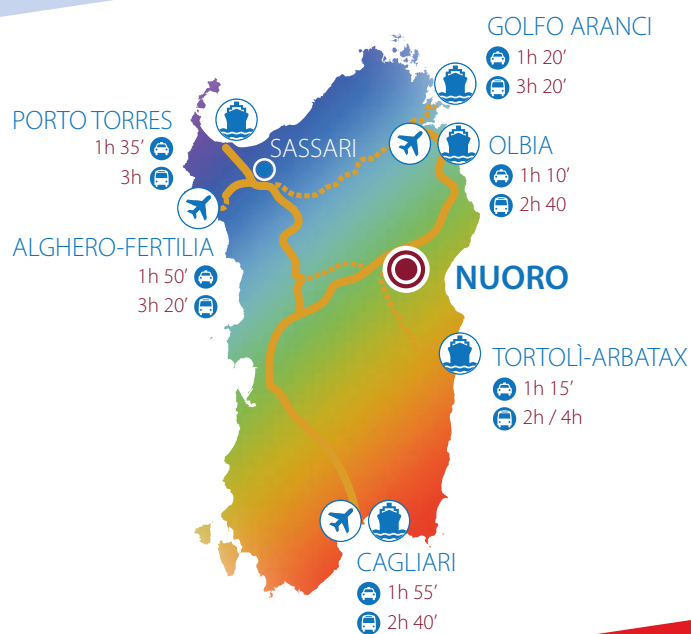 GOLFO ARANCI
1h 20’
3h 20’
PORTO TORRES
1h 35’
3h
SASSARI
OLBIA
1h 10’
2h 40
ALGHERO-FERTILIA
1h 50’
3h 20’
NUORO
TORTOLÌ-ARBATAX
1h 15’
2h / 4h
CAGLIARI
1h 55’
2h 40’